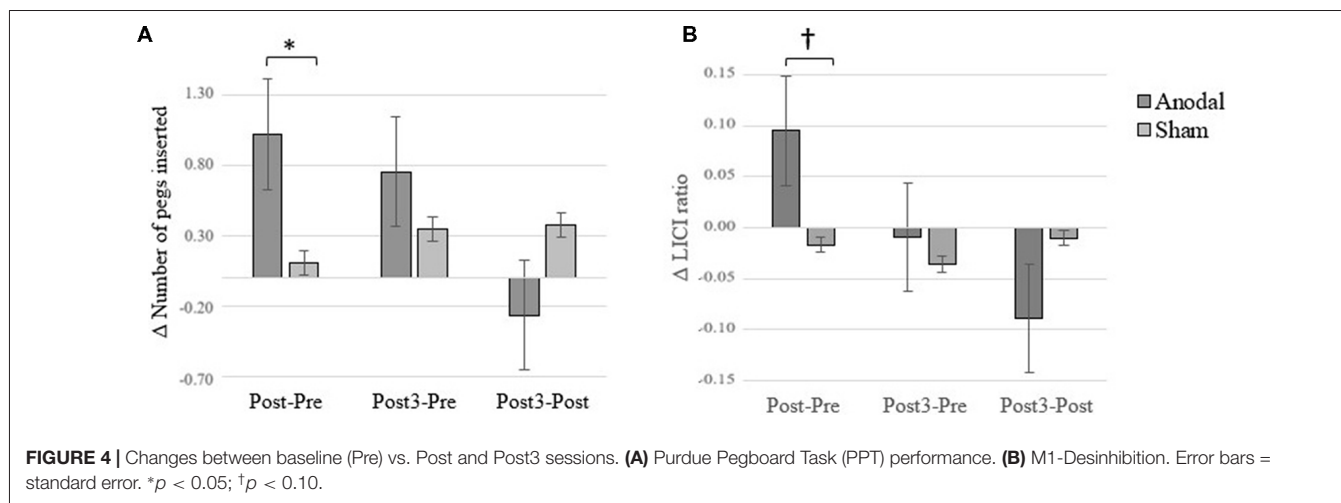 A
*
1.30
0.80
0.30
-0.20
-0.70
Δ Number of pegs inserted
Post-Pre Post3-Pre Post3-Post
B
†
0.15
0.10
0.05
0.00
-0.05
-0.10
-0.15
Δ LICI ratio
Post-Pre Post3-Pre Post3-Post
Anodal
Sham
FIGURE 4 | Changes between baseline (Pre) vs. Post and Post3 sessions. (A) Purdue Pegboard Task (PPT) performance. (B) M1-Desinhibition. Error bars =
standard error. *p < 0.05; †p < 0.10.